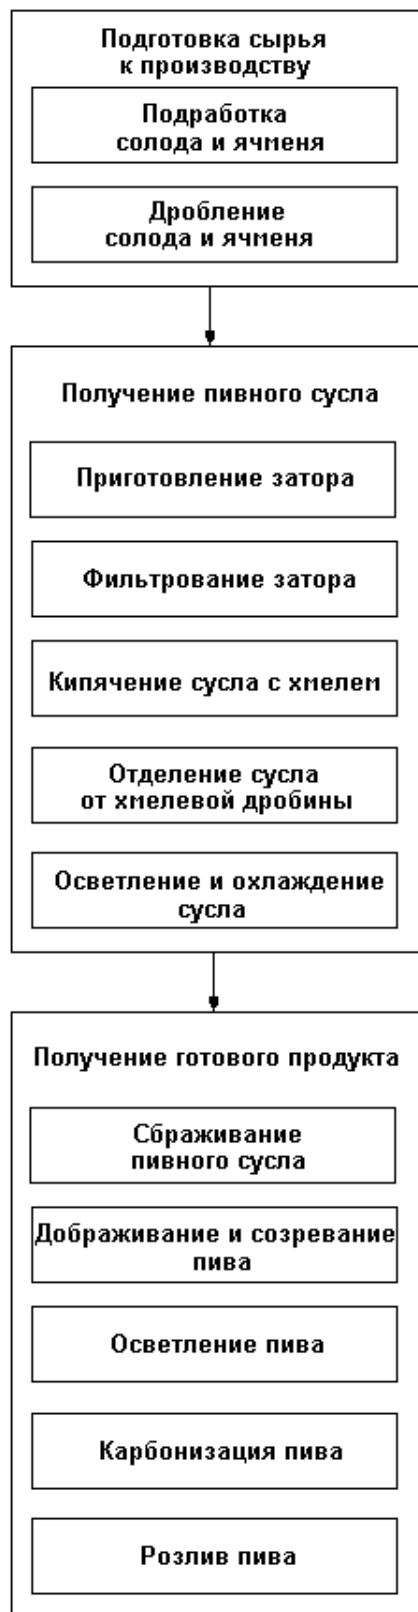 Подготовка сырья
к производству
Подработка
солода и ячменя
Дробление
солода и ячменя
Получение пивного сусла
Приготовление затора
Фильтрование затора
Кипячение сусла с хмелем
Отделение сусла
от хмелевой дробины
Осветление и охлаждение
сусла
Получение готового продукта
Сбраживание
пивного сусла
Дображивание и созревание
пива
Осветление пива
Карбонизация пива
Розлив пива